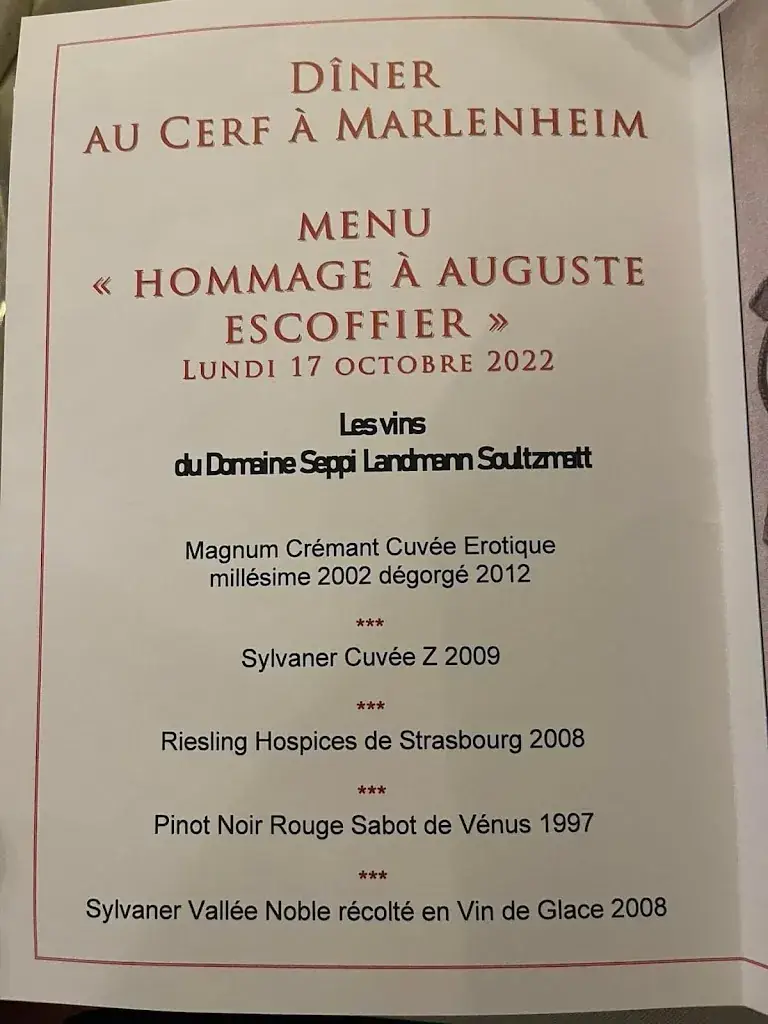 DÎNER
AU CERF À MARLENHEIM
MENU
« HOMMAGE À AUGUSTE
ESCOFFIER »
LUNDI 17 OCTOBRE 2022
Les vins
du Domaine Seppi Landmann Soultzmatt
Magnum Crémant Cuvée Erotique
millésime 2002 dégorgé 2012
***
Sylvaner Cuvée Z 2009
***
Riesling Hospices de Strasbourg 2008
***
Pinot Noir Rouge Sabot de Vénus 1997
***
Sylvaner Vallée Noble récolté en Vin de Glace 2008